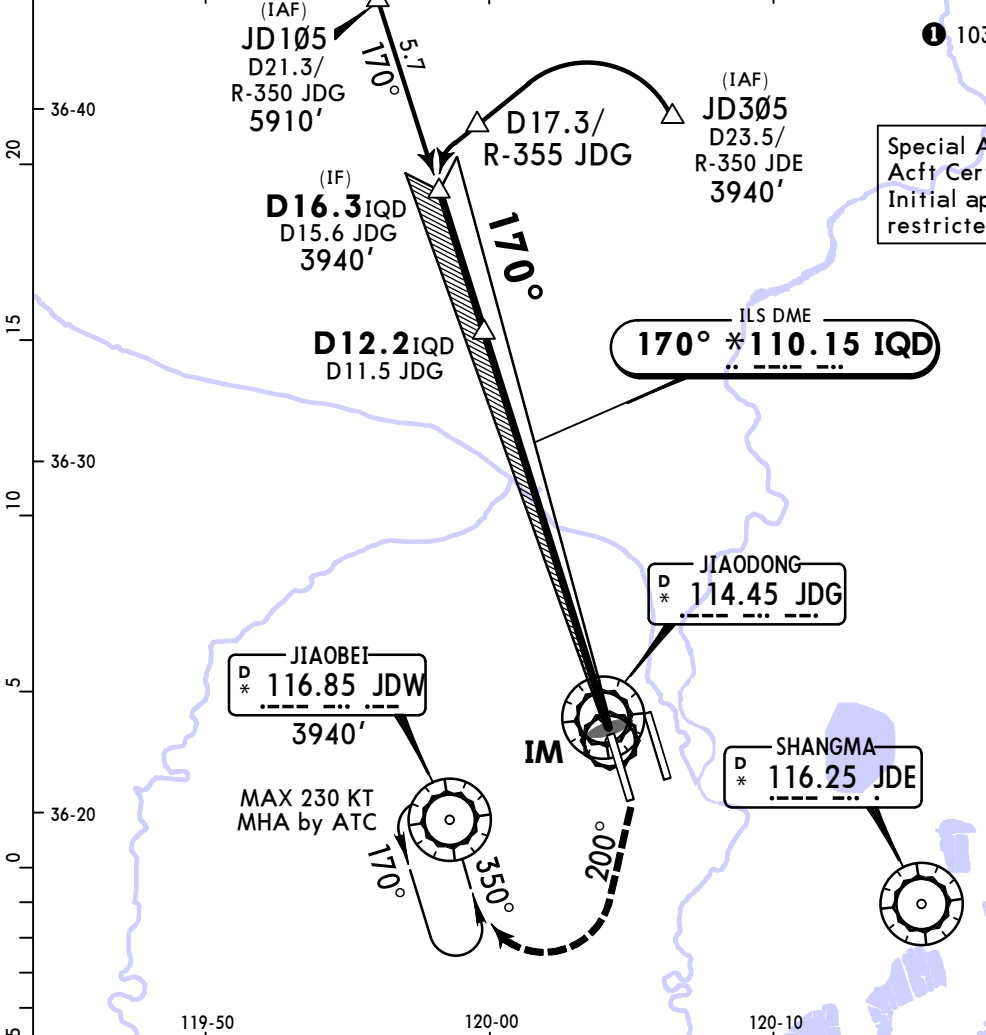 (IAF)
JD1Ø5
D21.3/
R-350 JDG
5910'
170°
5.7
❶ 103
36-40
D17.3/
R-355 JDG
(IAF)
JD3Ø5
D23.5/
R-350 JDE
3940'
Special A
Acft Cer
Initial ap
restricte
20
(IF)
D16.3IQD
D15.6 JDG
3940'
170°
15
D12.2IQD
D11.5 JDG
ILS DME
170° *110.15 IQD
36-30
10
JIAODONG
D
* 114.45 JDG
5
JIAOBEI
D
* 116.85 JDW
3940'
IM
SHANGMA
D
* 116.25 JDE
MAX 230 KT
MHA by ATC
36-20
0
170°
350°
200°
5
119-50
120-00
120-10